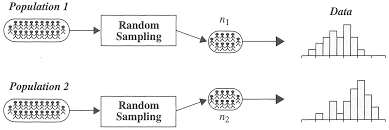 Population 1
Random
Sampling
n1
Data
Population 2
Random
Sampling
n2